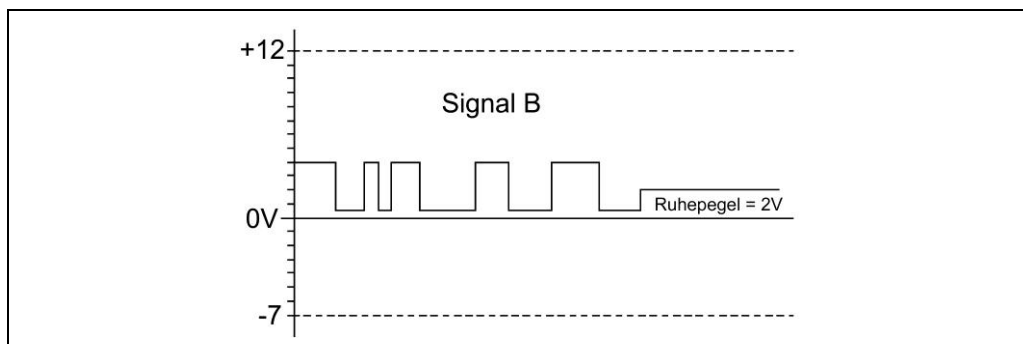 +12
Signal B
Ruhepegel = 2V
0V
-7